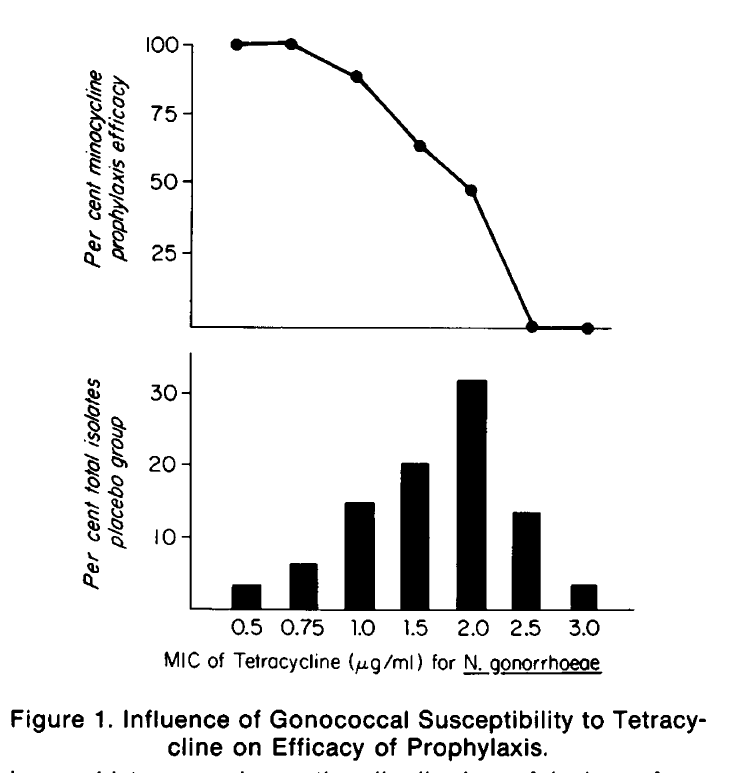 Per cent minocycline
prophylaxis efficacy
100
75
50
25
Per cent total isolates
placebo group
30
20
10
0.5 0.75 1.0 1.5 2.0 2.5 3.0
MIC of Tetracycline (μg/ml) for N. gonorrhoeae
Figure 1. Influence of Gonococcal Susceptibility to Tetracy-
cline on Efficacy of Prophylaxis.